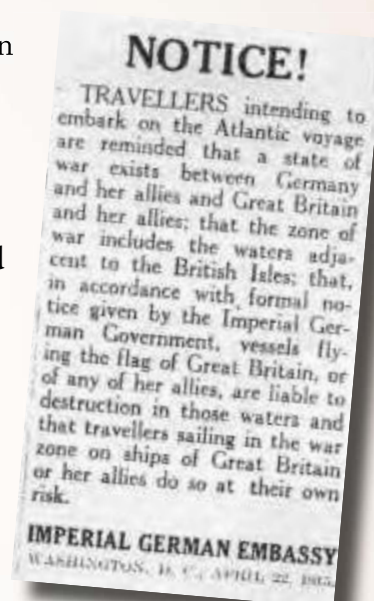 n
d
NOTICE!
TRAVELLERS intending to
embark on the Atlantic voyage
are reminded that a state of
war exists between Germany
and her allies and Great Britain
and her allies; that the zone of
war includes the waters adja-
cent to the British Isles; that,
in accordance with formal no-
tice given by the Imperial Ger-
man Government, vessels fly-
ing the flag of Great Britain, or
of any of her allies, are liable to
destruction in those waters and
that travellers sailing in the war
zone on ships of Great Britain
or her allies do so at their own
risk.
IMPERIAL GERMAN EMBASSY
WASHINGTON, D. C., APRIL 22, 1915.